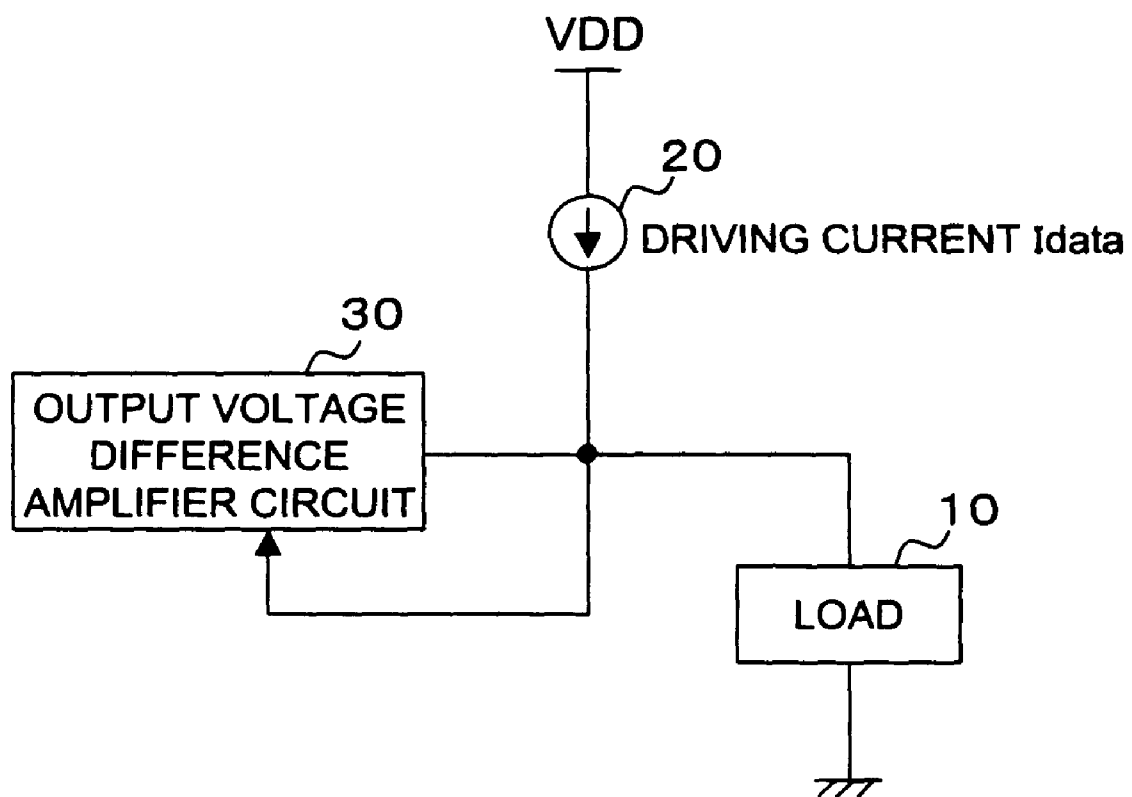 VDD
20
DRIVING CURRENT Idata
30
OUTPUT VOLTAGE
DIFFERENCE
AMPLIFIER CIRCUIT
10
LOAD